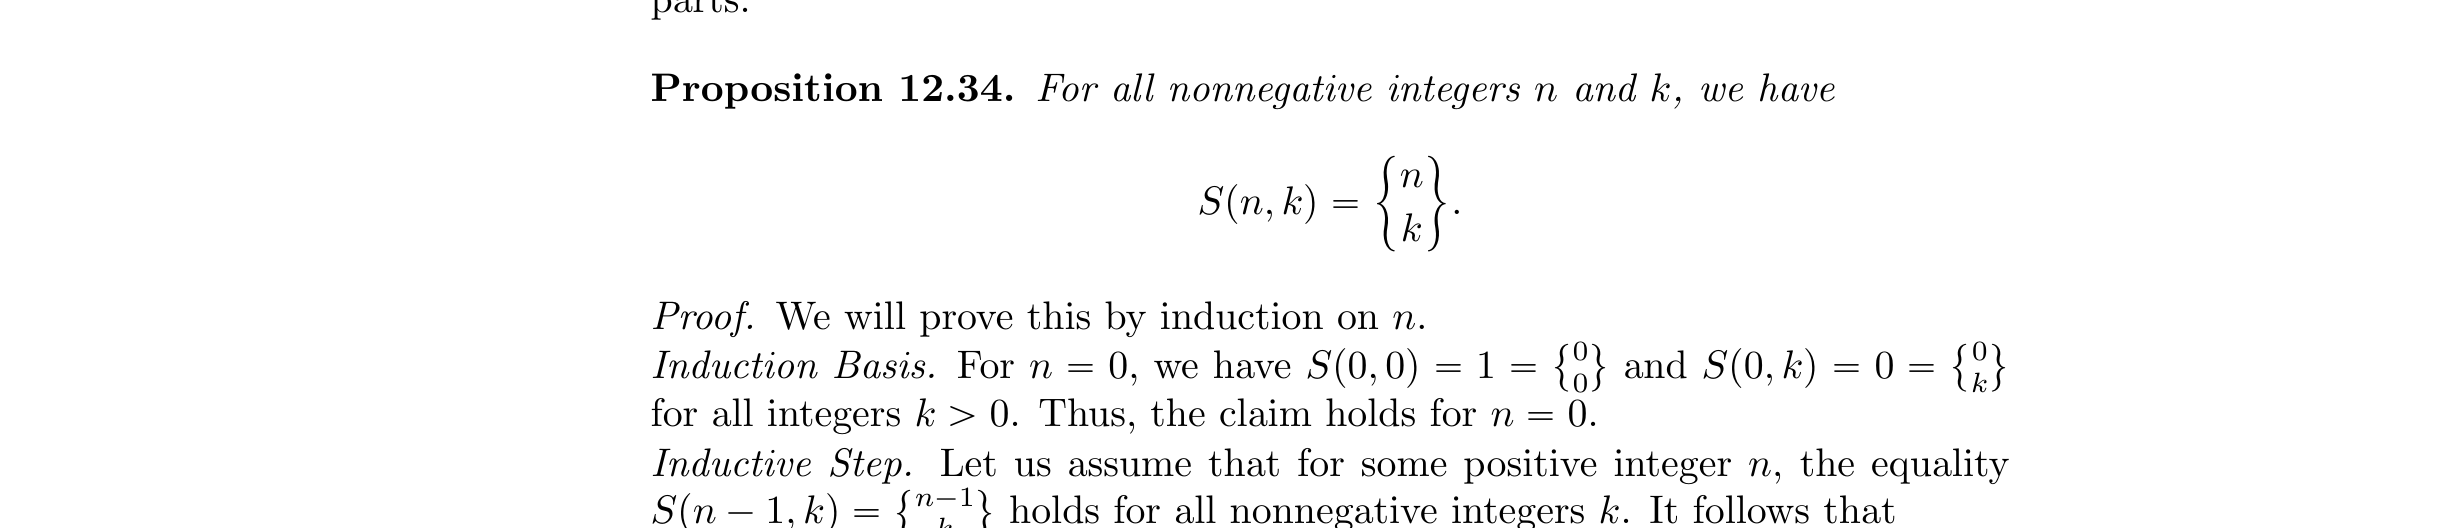 parts.
Proposition 12.34. For all nonnegative integers n and k, we have
S(n, k) = {n
k}.
Proof. We will prove this by induction on n.
Induction Basis. For n = 0, we have S(0, 0) = 1 = {0 0} and S(0, k) = 0 = {0 k}
for all integers k > 0. Thus, the claim holds for n = 0.
Inductive Step. Let us assume that for some positive integer n, the equality
S(n − 1, k) = {n−1 k} holds for all nonnegative integers k. It follows that